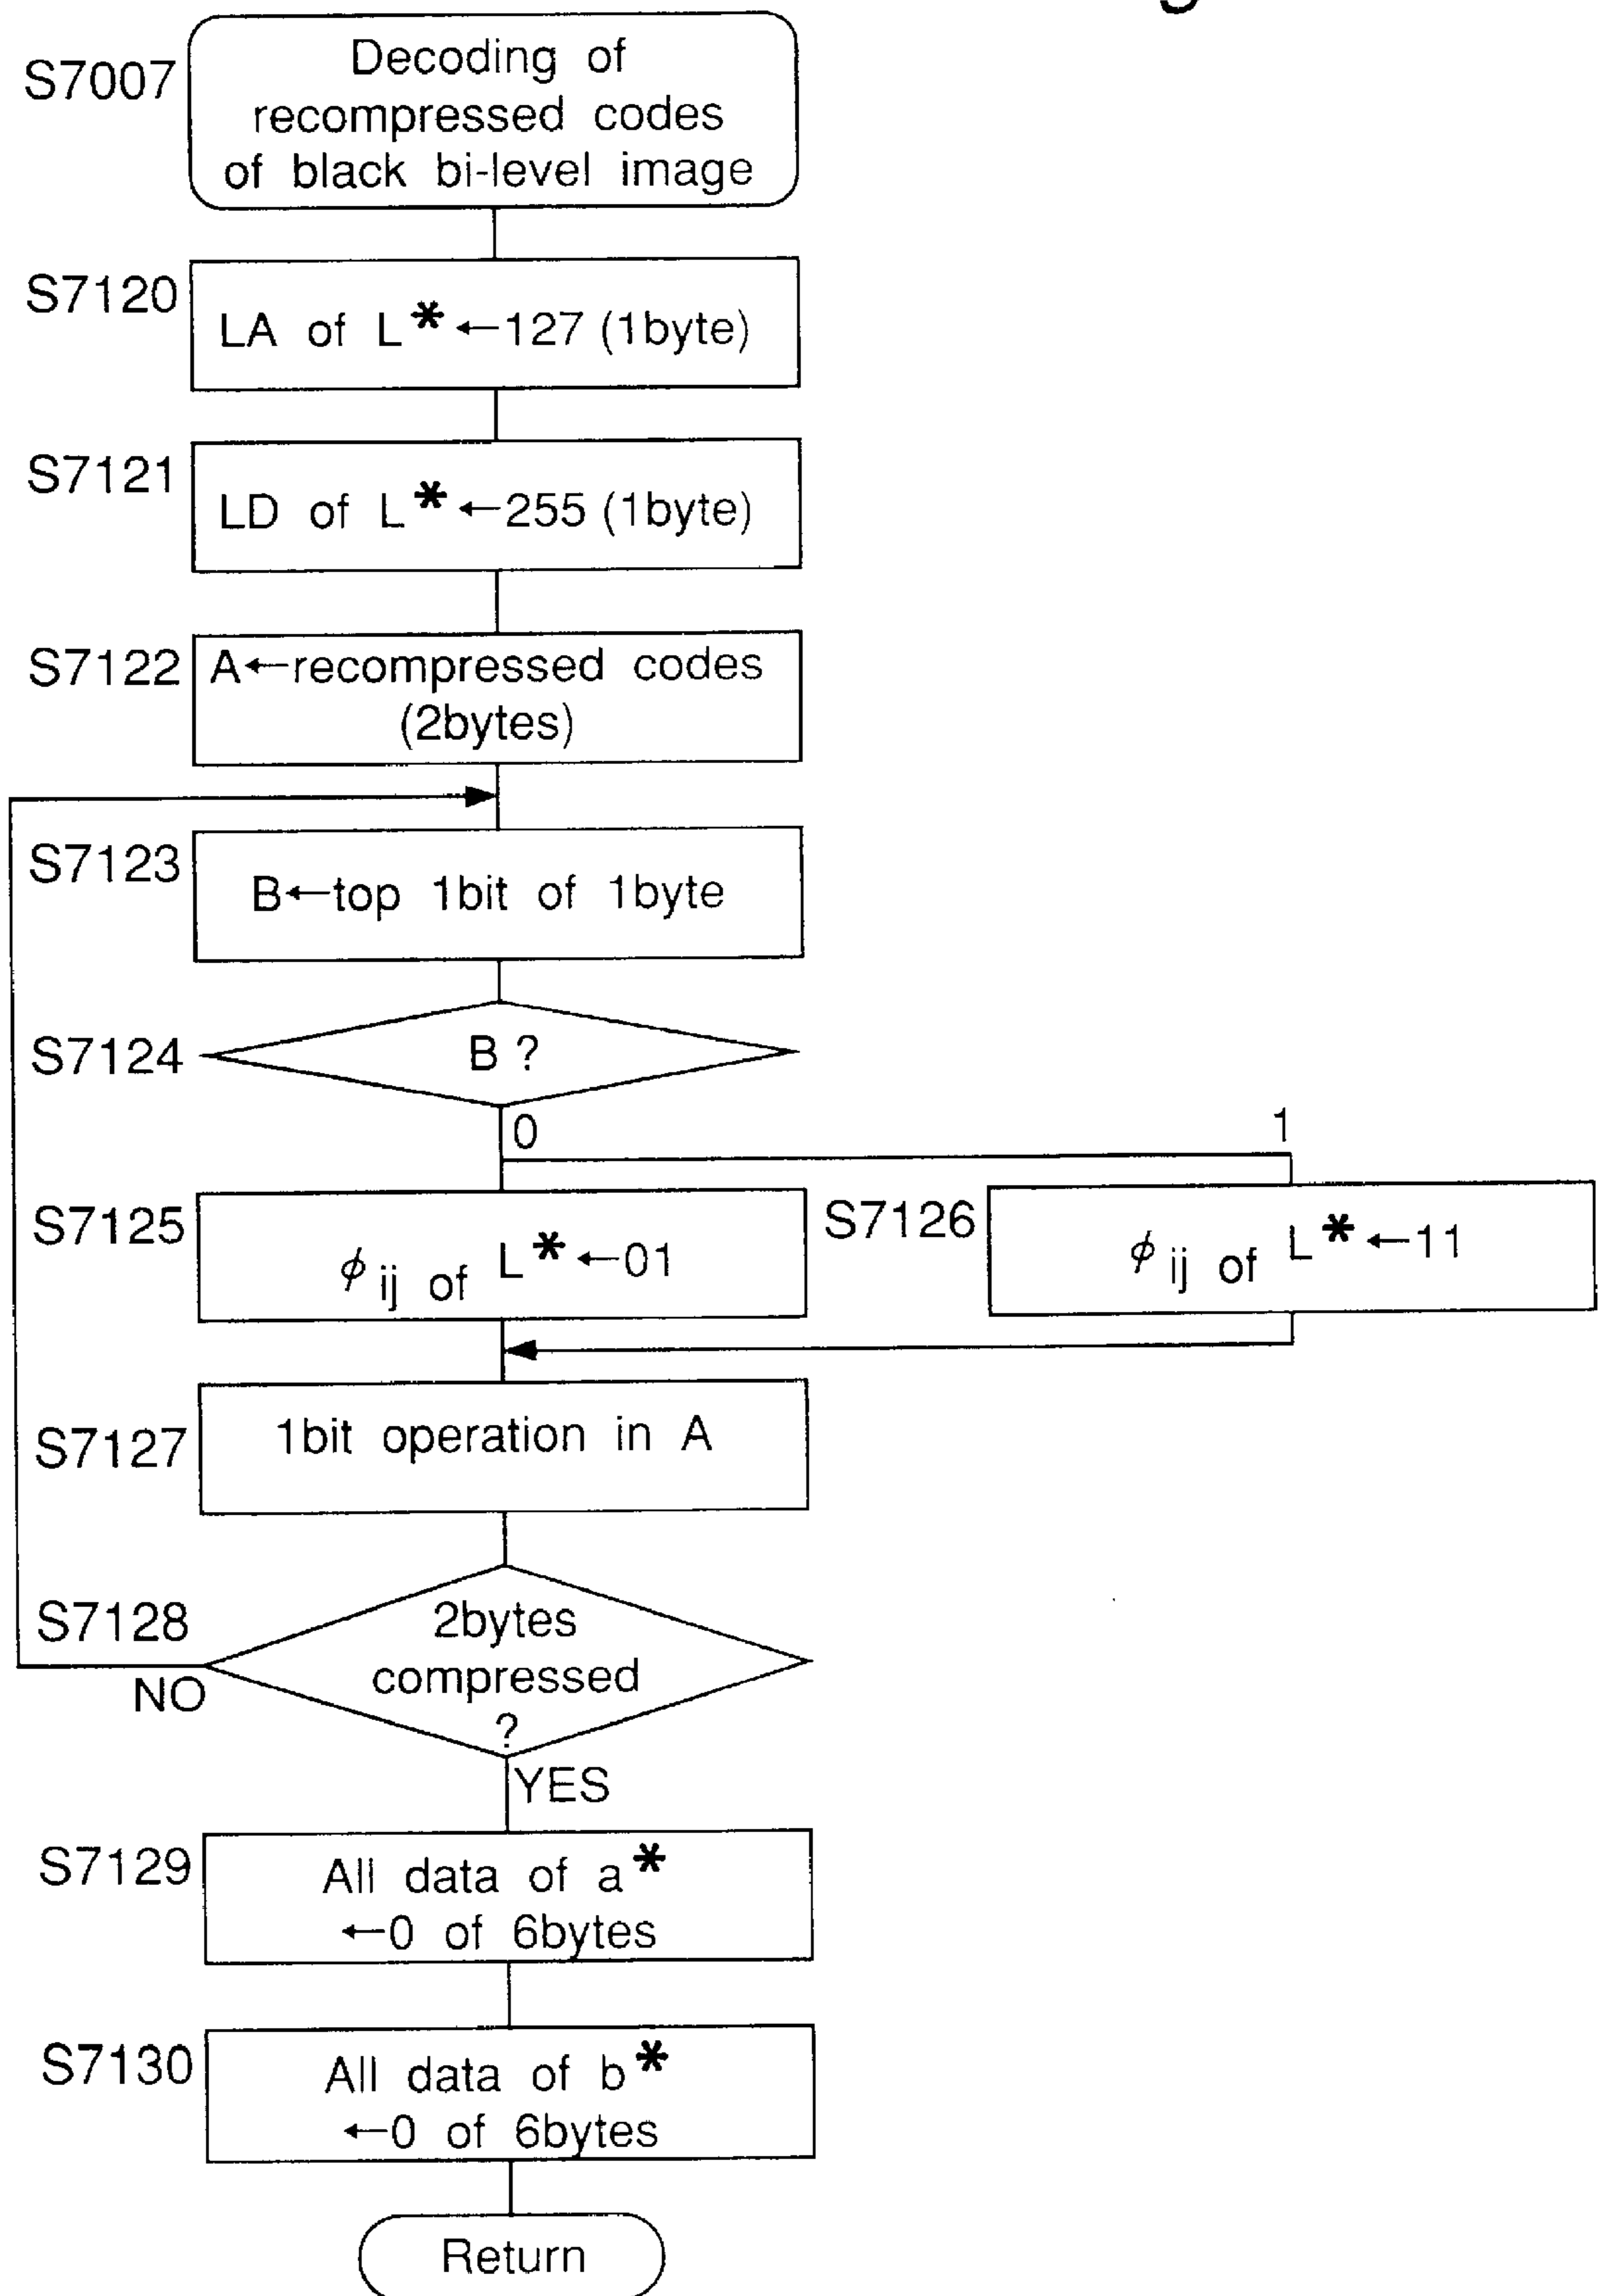 S7007
Decoding of
recompressed codes
of black bi-level image
S7120
LA of L* ←127 (1byte)
S7121
LD of L* ←255 (1byte)
S7122
A←recompressed codes
(2bytes)
S7123
B←top 1bit of 1byte
S7124
B ?
0
1
S7125
ϕ ij of L* ←01
S7126
ϕ ij of L* ←11
S7127
1bit operation in A
S7128
2bytes
compressed
?
NO
YES
S7129
All data of a*
←0 of 6bytes
S7130
All data of b*
←0 of 6bytes
Return